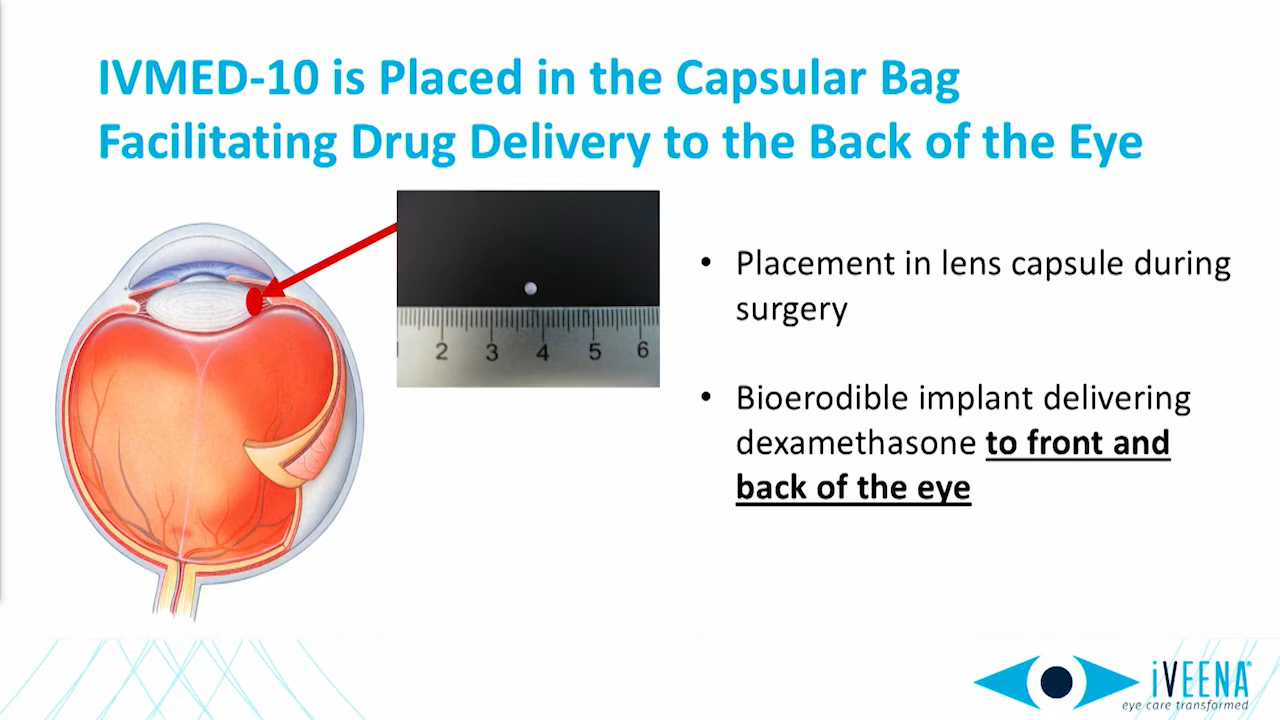 IVMED-10 is Placed in the Capsular Bag
Facilitating Drug Delivery to the Back of the Eye
2 3 4 5 6
• Placement in lens capsule during
surgery
• Bioerodible implant delivering
dexamethasone to front and
back of the eye
iVEENA®
eye care transformed